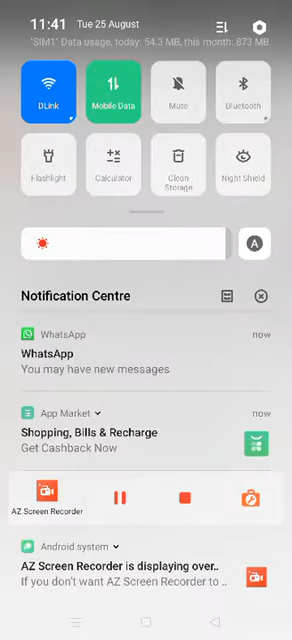 11:41 Tue 25 August
"SIM1" Data usage, today: 54.3 MB, this month: 873 MB
DLink
Mobile Data
Mute
Bluetooth
Flashlight
Calculator
Clean
Storage
Night Shield
A
Notification Centre
WhatsApp now
WhatsApp
You may have new messages
App Market now
Shopping, Bills & Recharge
Get Cashback Now
AZ Screen Recorder
Android system
AZ Screen Recorder is displaying over..
If you don't want AZ Screen Recorder to ..